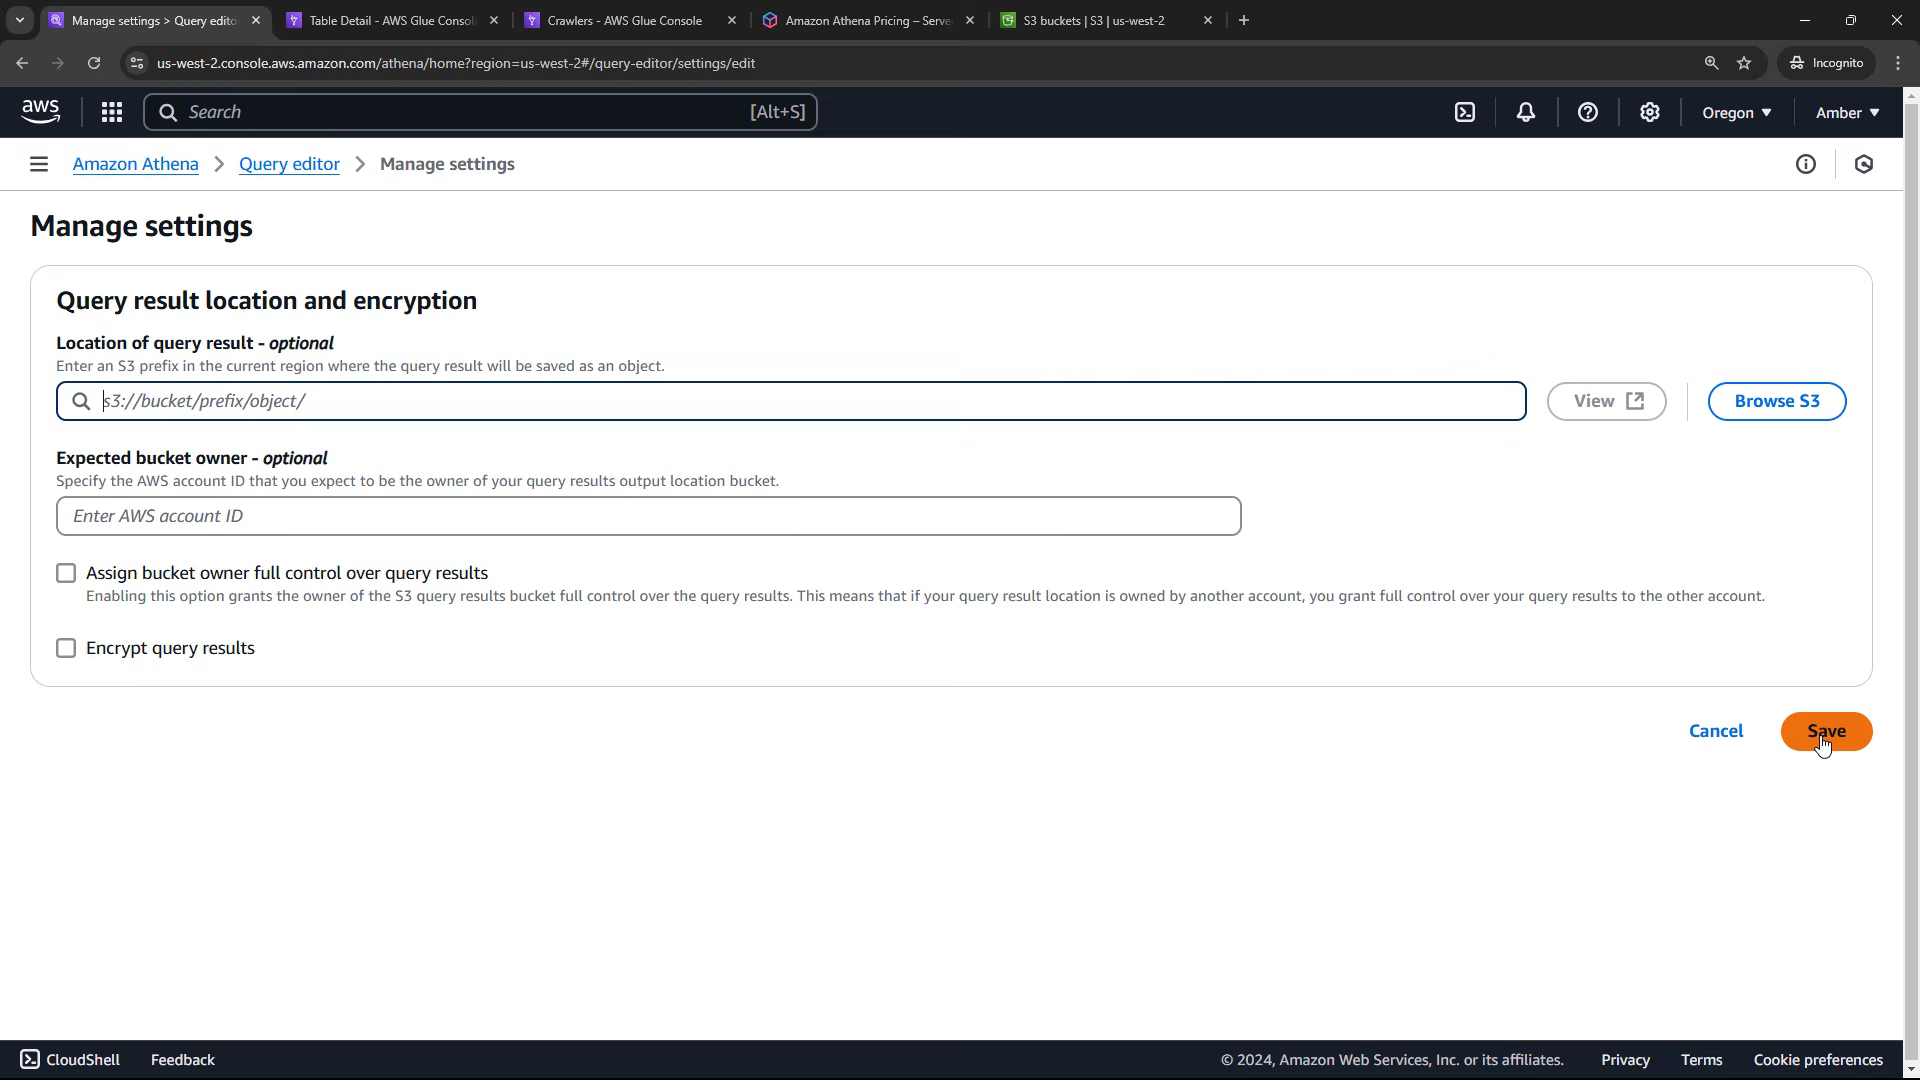 Manage settings > Query edito
Table Detail - AWS Glue Consol
Crawlers - AWS Glue Console
Amazon Athena Pricing – Serve
S3 buckets | S3 | us-west-2
us-west-2.console.aws.amazon.com/athena/home?region=us-west-2#/query-editor/settings/edit
Incognito
aws
Search
[Alt+S]
Oregon
Amber
Amazon Athena
Query editor
Manage settings
Manage settings
Query result location and encryption
Location of query result - optional
Enter an S3 prefix in the current region where the query result will be saved as an object.
s3://bucket/prefix/object/
View
Browse S3
Expected bucket owner - optional
Specify the AWS account ID that you expect to be the owner of your query results output location bucket.
Enter AWS account ID
Assign bucket owner full control over query results
Enabling this option grants the owner of the S3 query results bucket full control over the query results. This means that if your query result location is owned by another account, you grant full control over your query results to the other account.
Encrypt query results
Cancel
Save
CloudShell
Feedback
© 2024, Amazon Web Services, Inc. or its affiliates.
Privacy
Terms
Cookie preferences